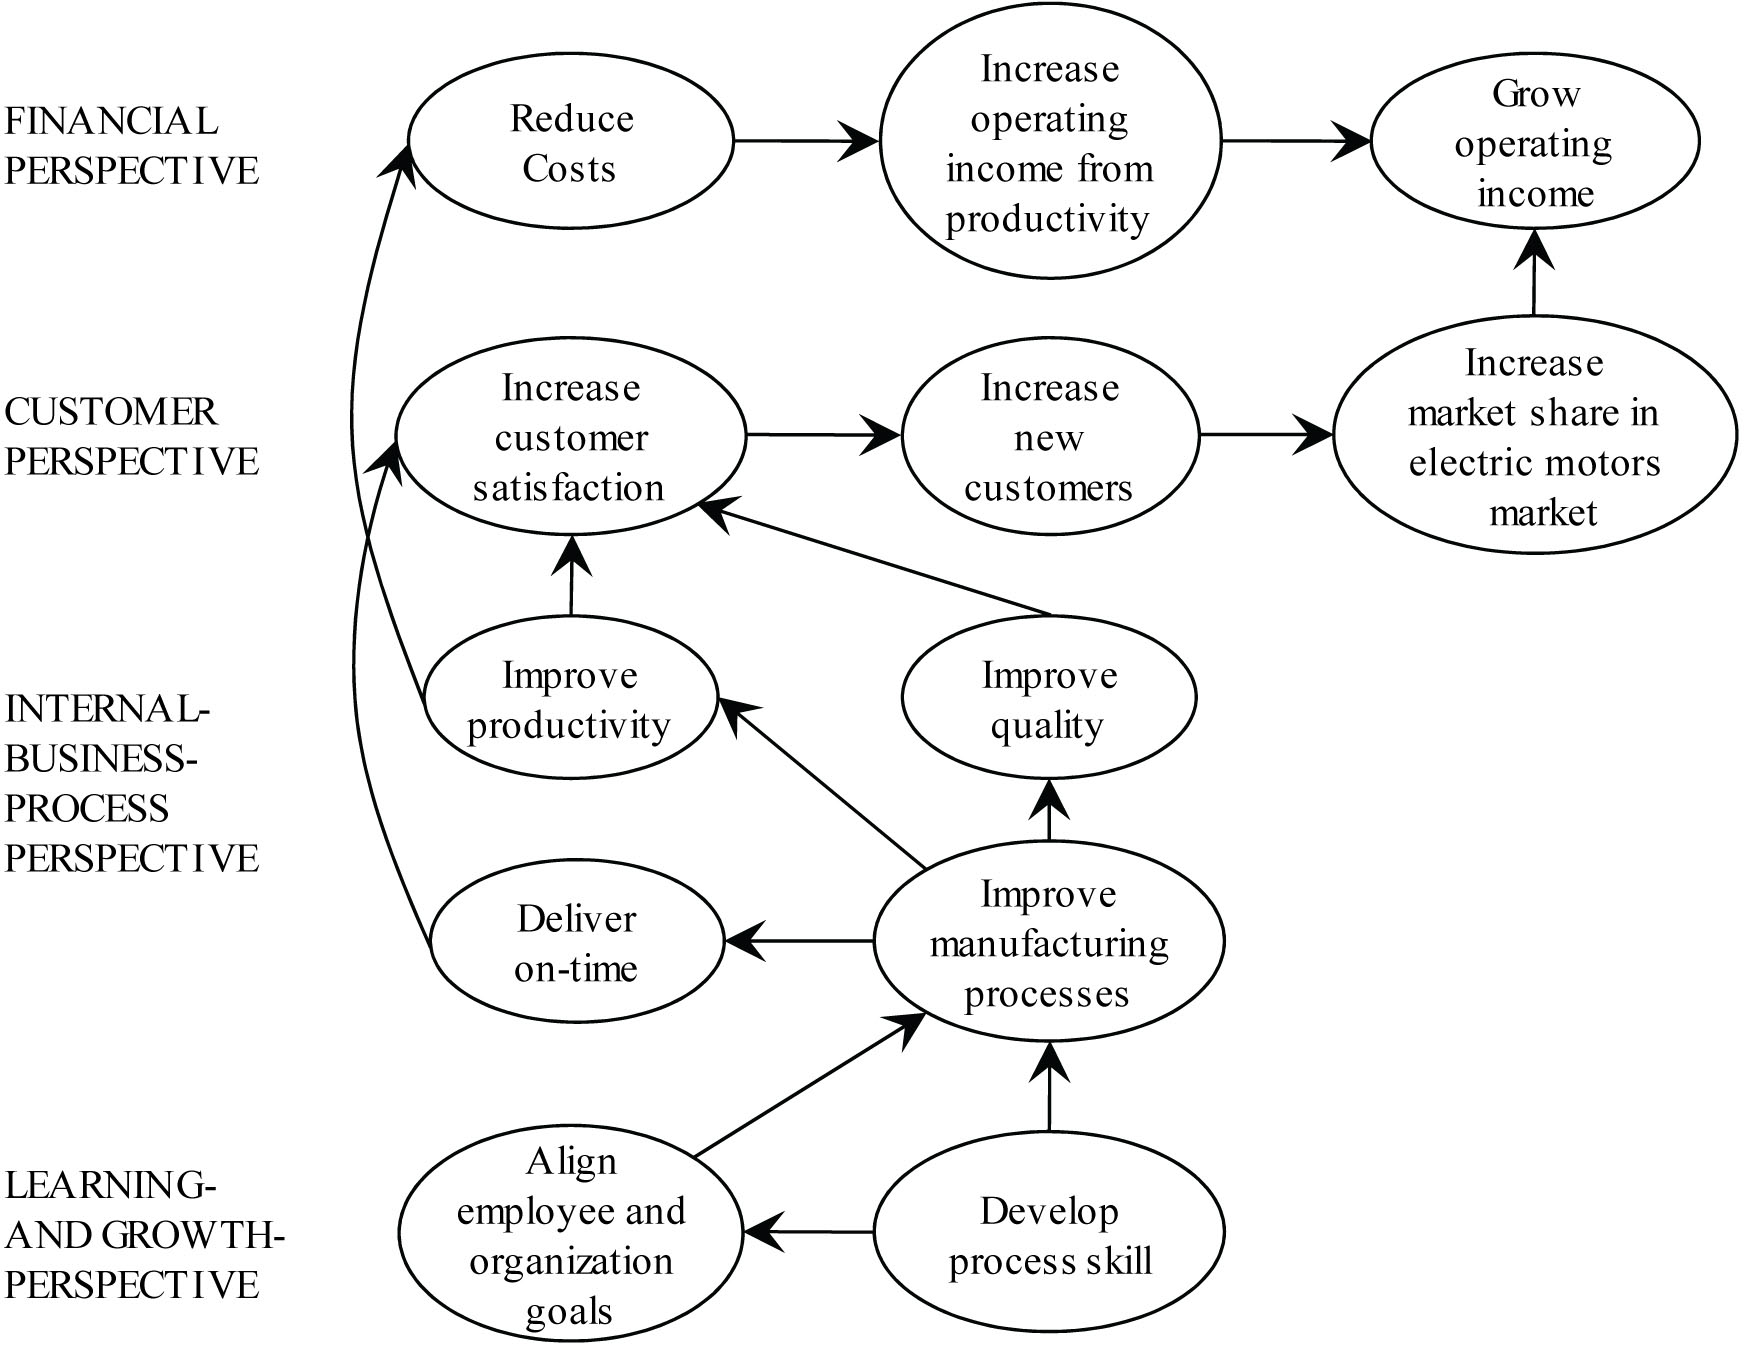 FINANCIAL
PERSPECTIVE
Reduce
Costs
Increase
operating
income from
productivity
Grow
operating
income
CUSTOMER
PERSPECTIVE
Increase
customer
satisfaction
Increase
new
customers
Increase
market share in
electric motors
market
INTERNAL-
BUSINESS-
PROCESS
PERSPECTIVE
Improve
productivity
Improve
quality
Deliver
on-time
Improve
manufacturing
processes
LEARNING-
AND GROWTH-
PERSPECTIVE
Align
employee and
organization
goals
Develop
process skill